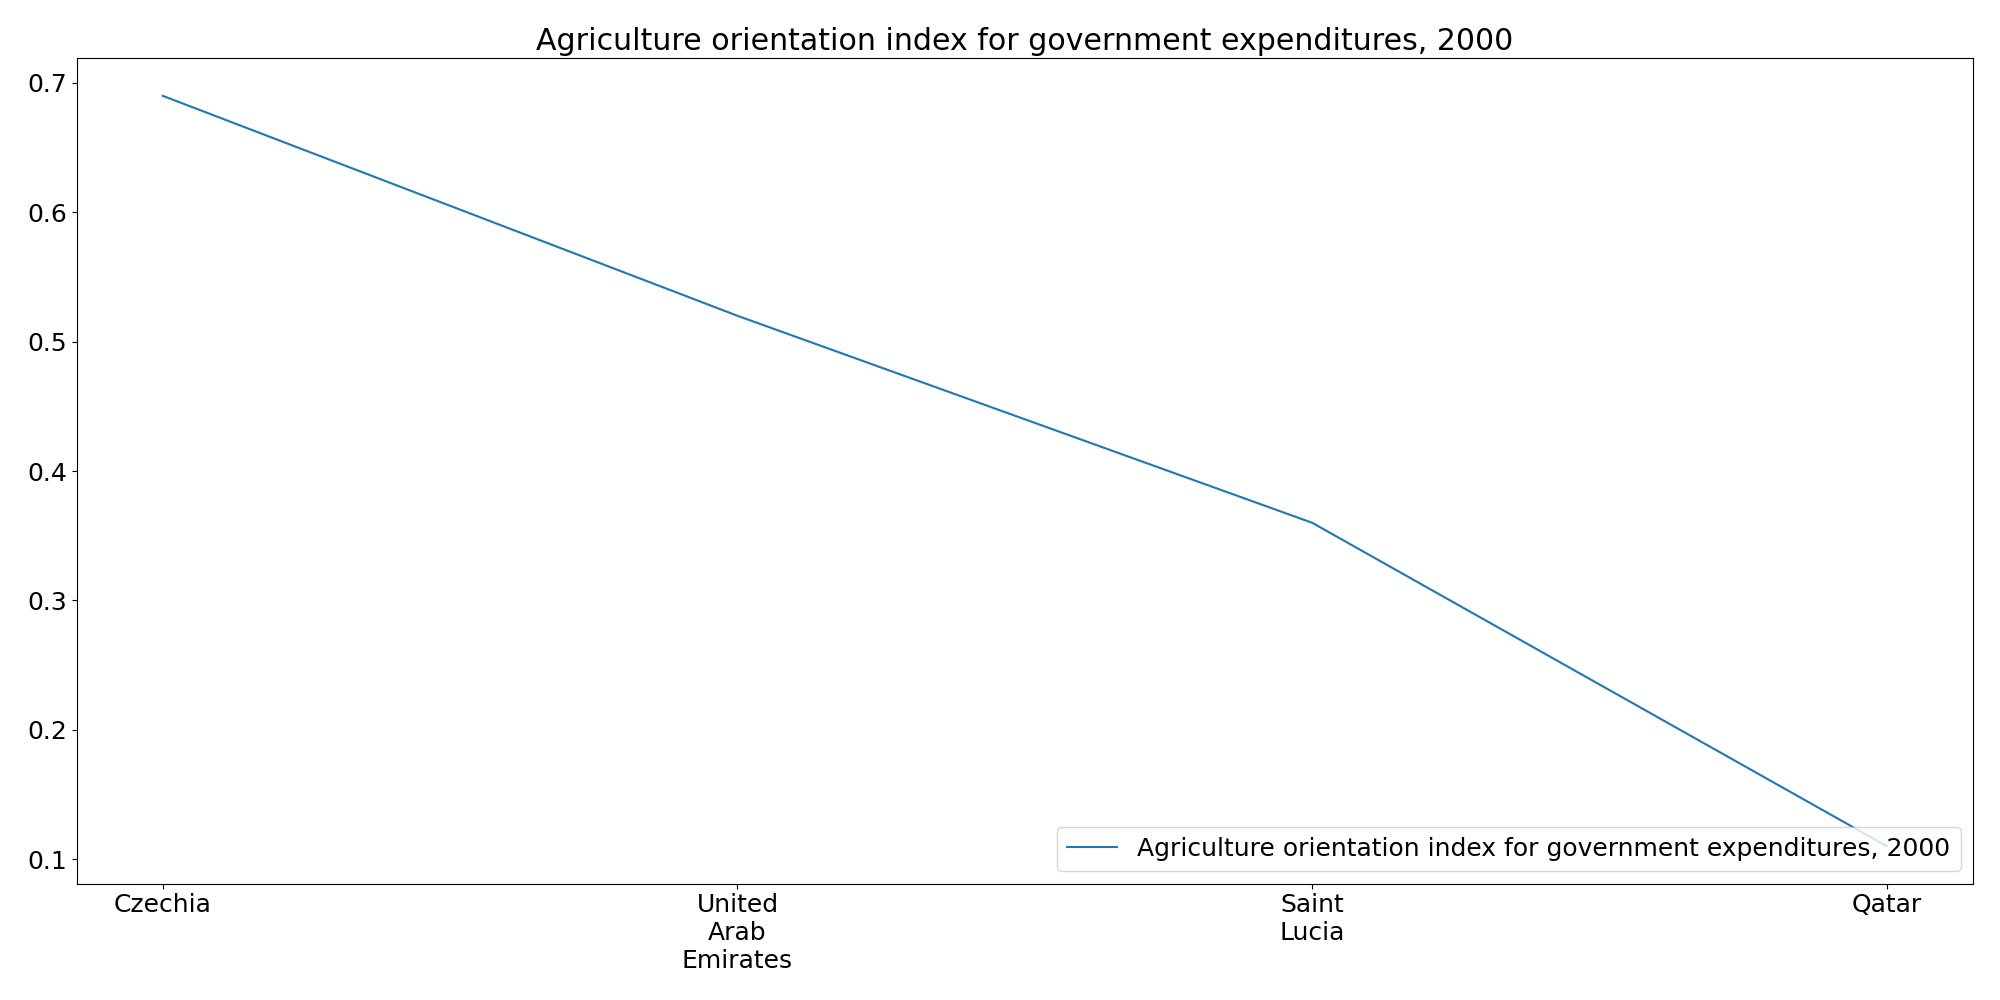 Agriculture orientation index for government expenditures, 2000
0.7
0.6
0.5
0.4
0.3
0.2
0.1
Agriculture orientation index for government expenditures, 2000
Czechia
United
Arab
Emirates
Saint
Lucia
Qatar